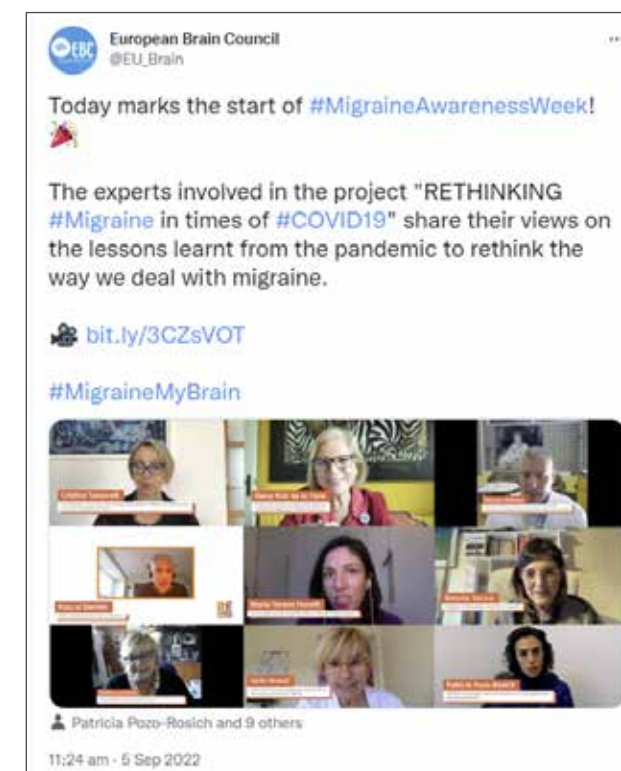 EBC
European Brain Council
@EU_Brain
Today marks the start of #MigraineAwarenessWeek!
The experts involved in the project "RETHINKING
#Migraine in times of #COVID19" share their views on
the lessons learnt from the pandemic to rethink the
way we deal with migraine.
bit.ly/3CZsVOT
#MigraineMyBrain
Patricia Pozo-Rosich and 9 others
11:24 am · 5 Sep 2022